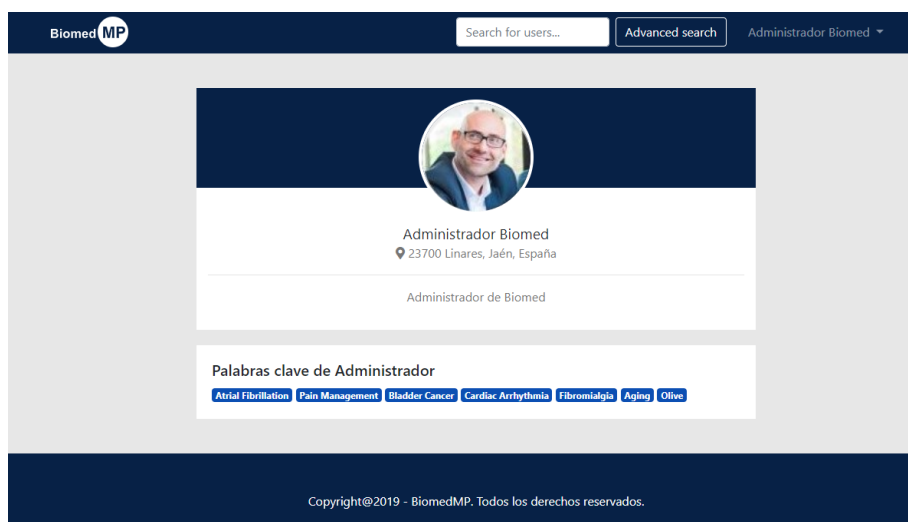 Biomed MP Search for users... Advanced search Administrador Biomed
Administrador Biomed
23700 Linares, Jaén, España
Administrador de Biomed
Palabras clave de Administrador
Atrial Fibrillation Pain Management Bladder Cancer Cardiac Arrhythmia Fibromialgia Aging Olive
Copyright@2019 - BiomedMP. Todos los derechos reservados.